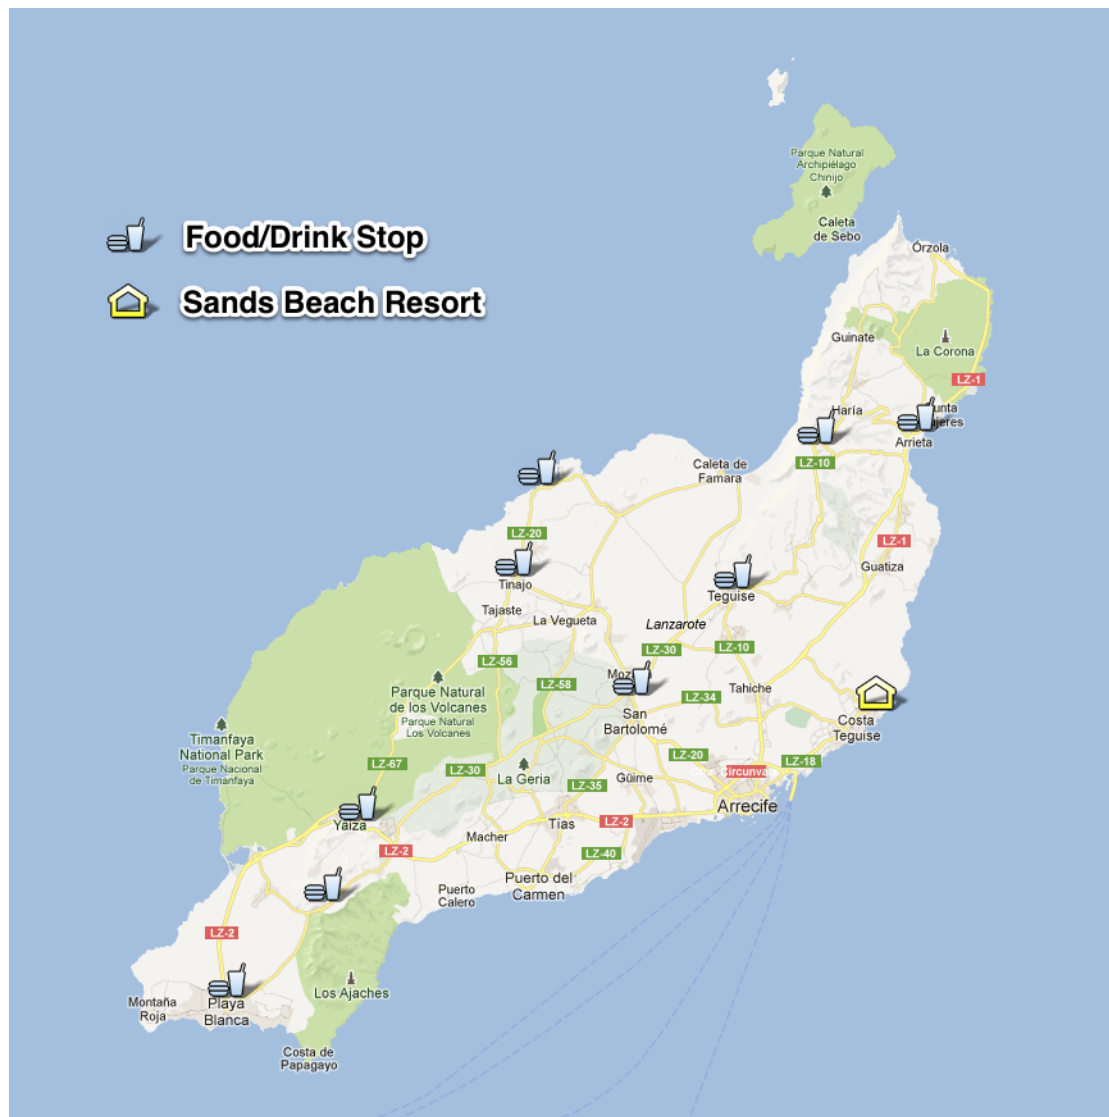 Parque Natural
Archipiélago
Chinijo
Caleta
de Sebo
Food/Drink Stop
Órzola
Sands Beach Resort
Guinate
La Corona
LZ-1
Haría
Arrieta
LZ-10
Caleta de
Famara
LZ-20
LZ-1
Guatiza
Tinajo
Teguise
Tajaste
La Vegueta
Lanzarote
LZ-30
LZ-10
LZ-56
LZ-58
Parque Natural
de los Volcanes
Parque Natural
Los Volcanes
LZ-34
Tahiche
San
Bartolomé
Costa
Teguise
Timanfaya
National Park
Parque Nacional
de Timanfaya
LZ-67
LZ-30
La Geria
LZ-20
LZ-18
Güime
LZ-35
Arrecife
Yaiza
Tías
LZ-2
Macher
LZ-2
LZ-40
Puerto del
Carmen
Puerto
Calero
LZ-2
Los Ajaches
Montaña
Roja
Playa
Blanca
Costa de
Papagayo